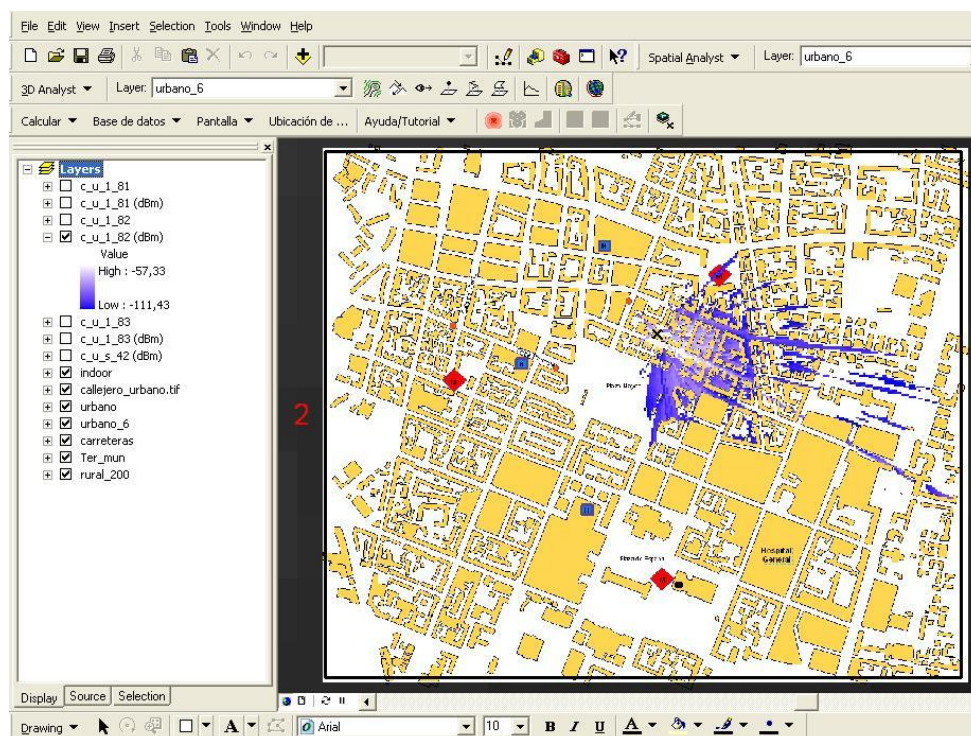 File Edit View Insert Selection Tools Window Help
Spatial Analyst Layer: urbano_6
3D Analyst Layer: urbano_6
Calcular Base de datos Pantalla Ubicación de ... Ayuda/Tutorial
Layers
c_u_1_81
c_u_1_81 (dBm)
c_u_1_82
c_u_1_82 (dBm)
Value
High : -57,33
Low : -111,43
c_u_1_83
c_u_1_83 (dBm)
c_u_s_42 (dBm)
indoor
callejero_urbano.tif
urbano
urbano_6
carreteras
Ter_mun
rural_200
2
Hospital
General
Display Source Selection
Drawing A Arial 10 B I U A